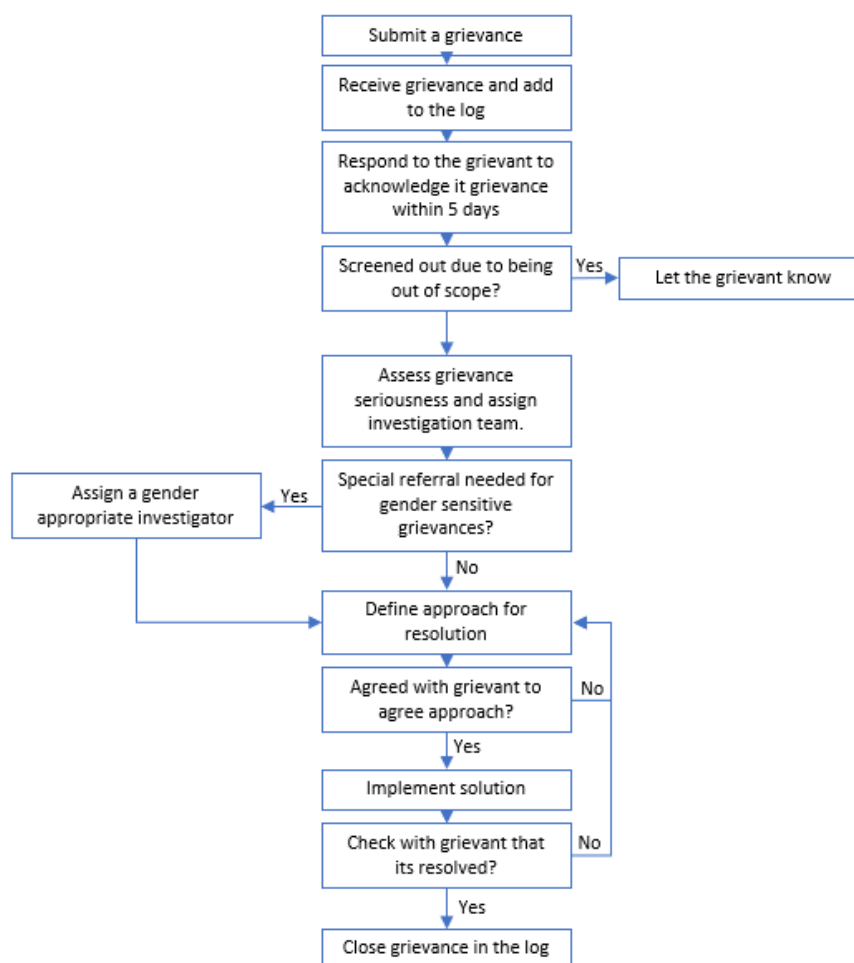 Submit a grievance
Receive grievance and add
to the log
Respond to the grievant to
acknowledge it grievance
within 5 days
Screened out due to being
out of scope?
Yes
Let the grievant know
Assess grievance
seriousness and assign
investigation team.
Special referral needed for
gender sensitive
grievances?
Yes
Assign a gender
appropriate investigator
No
Define approach for
resolution
Agreed with grievant to
agree approach?
No
Yes
Implement solution
Check with grievant that
its resolved?
No
Yes
Close grievance in the log